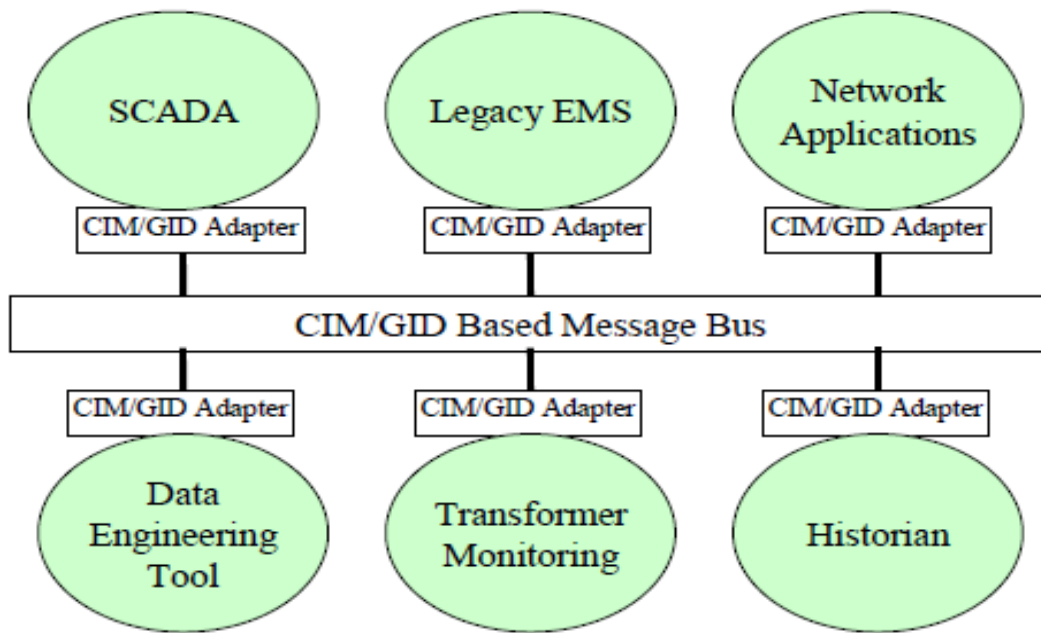 SCADA
Legacy EMS
Network
Applications
CIM/GID Adapter
CIM/GID Adapter
CIM/GID Adapter
CIM/GID Based Message Bus
CIM/GID Adapter
CIM/GID Adapter
CIM/GID Adapter
Data
Engineering
Tool
Transformer
Monitoring
Historian